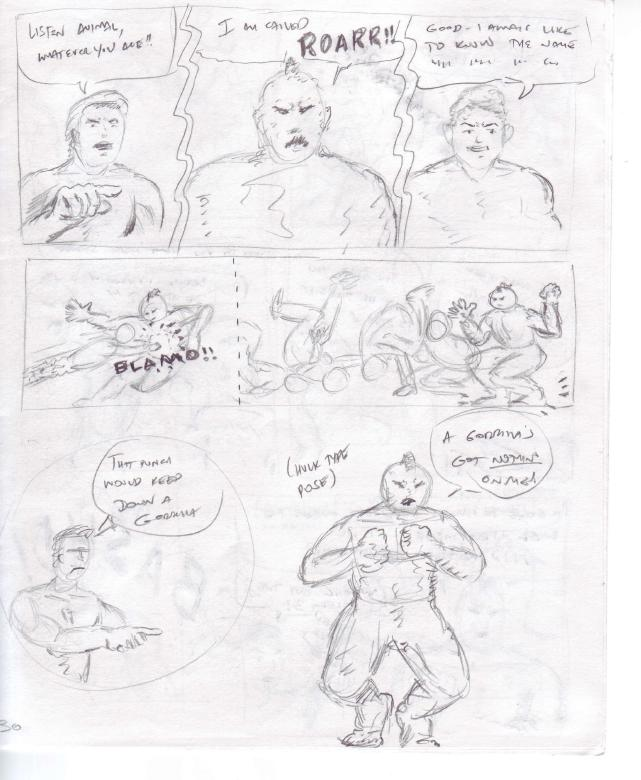 LISTEN ANIMAL,
WHATEVER YOU ARE!!
I AM CALLED
ROARR!!
GOOD - I ALWAYS LIKE
TO KNOW THE NAME
BLAMO!!
THAT PUNCH
WOULD KEEP
DOWN A
GORRILLA
(HULK TYPE
POSE)
A GORRILLA'S
GOT NOTHIN'
ON ME!
30